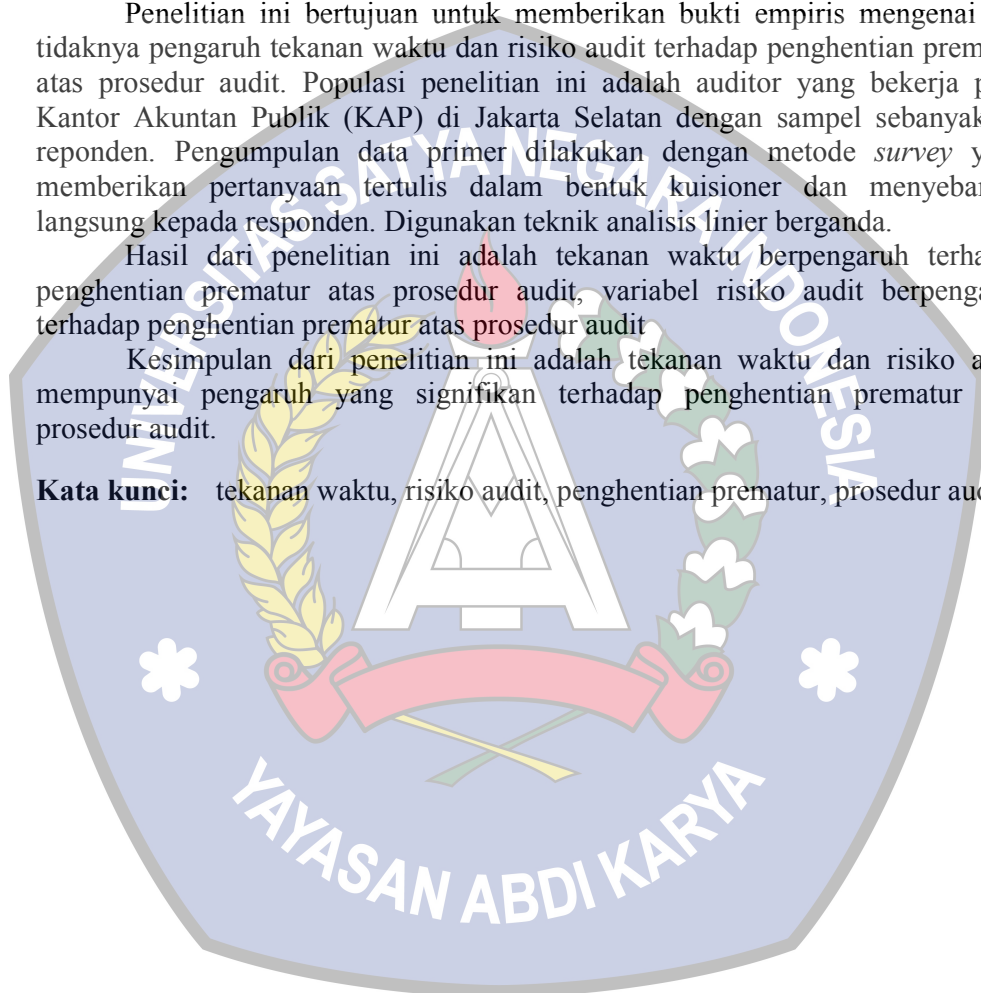 Penelitian ini bertujuan untuk memberikan bukti empiris mengenai
tidaknya pengaruh tekanan waktu dan risiko audit terhadap penghentian prem
atas prosedur audit. Populasi penelitian ini adalah auditor yang bekerja p
Kantor Akuntan Publik (KAP) di Jakarta Selatan dengan sampel sebanyak
reponden. Pengumpulan data primer dilakukan dengan metode survey y
memberikan pertanyaan tertulis dalam bentuk kuisioner dan menyebar
langsung kepada responden. Digunakan teknik analisis linier berganda.
Hasil dari penelitian ini adalah tekanan waktu berpengaruh terha
penghentian prematur atas prosedur audit, variabel risiko audit berpenga
terhadap penghentian prematur atas prosedur audit
Kesimpulan dari penelitian ini adalah tekanan waktu dan risiko a
mempunyai pengaruh yang signifikan terhadap penghentian prematur
prosedur audit.
Kata kunci: tekanan waktu, risiko audit, penghentian prematur, prosedur aud
UNIVERSITAS SATYA NEGARA INDONESIA
YAYASAN ABDI KARYA